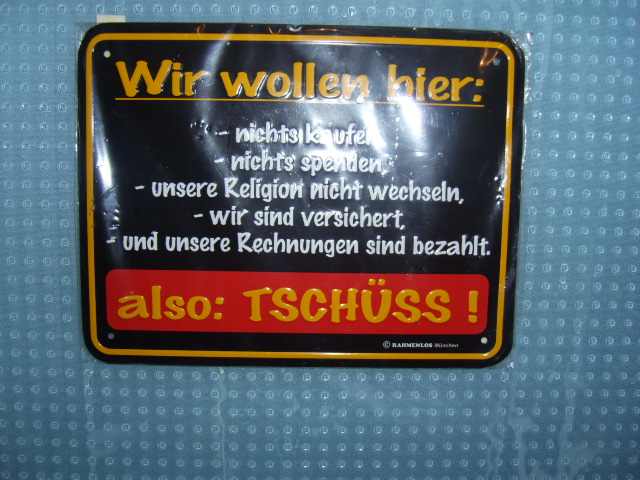 Wir wollen hier:
- nichts kaufen
- nichts spenden,
- unsere Religion nicht wechseln,
- wir sind versichert,
- und unsere Rechnungen sind bezahlt.
also: TSCHÜSS !
© RAHMENLOS München